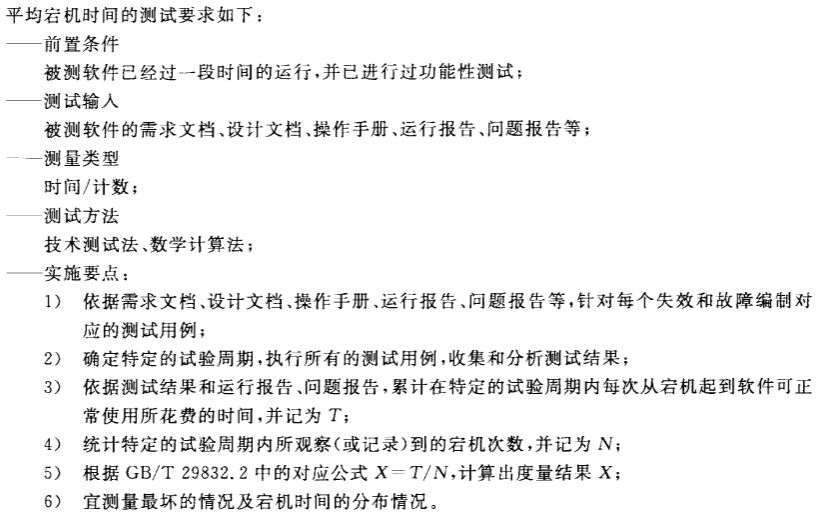 平均宕机时间的测试要求如下:
——前置条件
被测软件已经过一段时间的运行,并已进行过功能性测试;
——测试输入
被测软件的需求文档、设计文档、操作手册、运行报告、问题报告等;
——测量类型
时间/计数;
——测试方法
技术测试法、数学计算法;
——实施要点:
1) 依据需求文档、设计文档、操作手册、运行报告、问题报告等,针对每个失效和故障编制对
应的测试用例;
2) 确定特定的试验周期,执行所有的测试用例,收集和分析测试结果;
3) 依据测试结果和运行报告、问题报告,累计在特定的试验周期内每次从宕机起到软件可正
常使用所花费的时间,并记为 T;
4) 统计特定的试验周期内所观察(或记录)到的宕机次数,并记为 N;
5) 根据 GB/T 29832.2 中的对应公式 X=T/N,计算出度量结果 X;
6) 宜测量最坏的情况及宕机时间的分布情况。